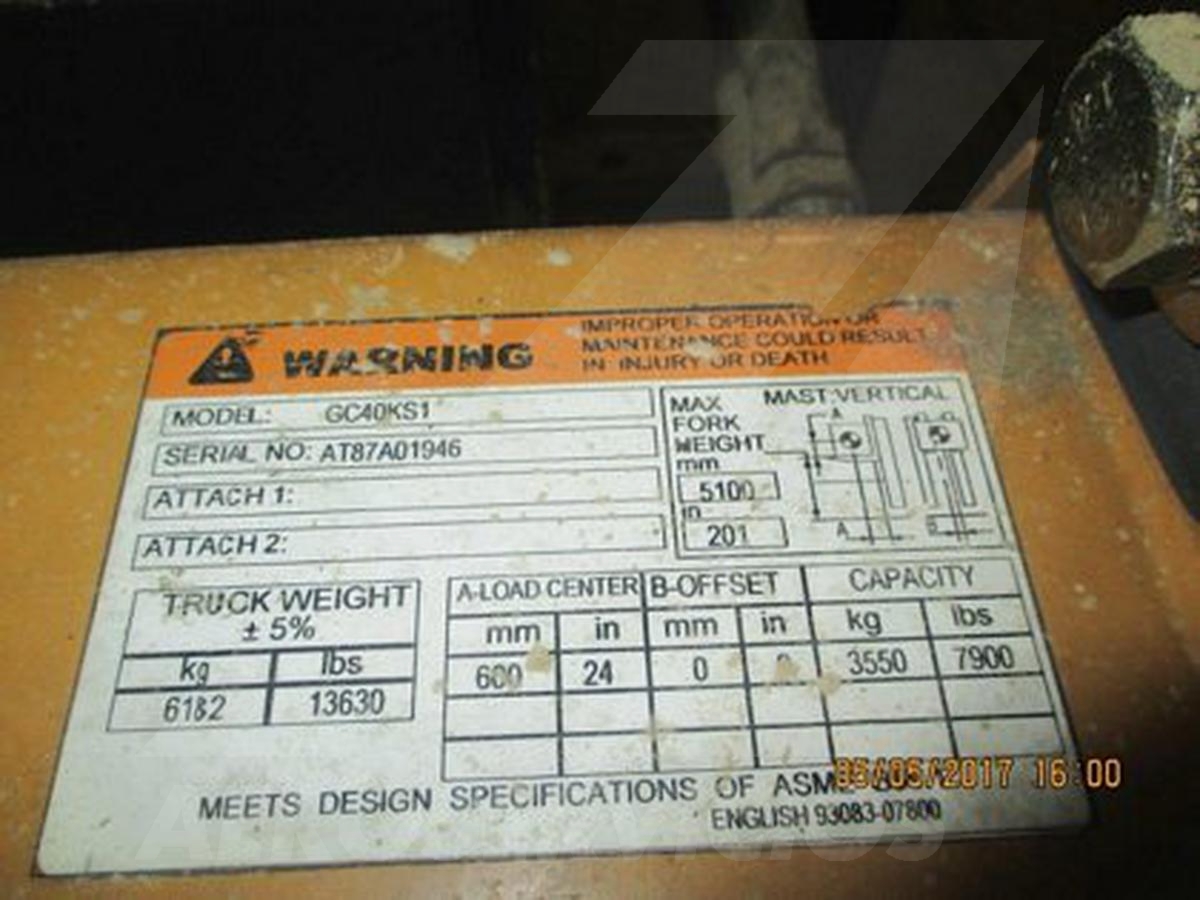 WARNING
IMPROPER OPERATION OR
MAINTENANCE COULD RESULT
IN INJURY OR DEATH
MODEL: GC40KS1
SERIAL NO: AT87A01946
ATTACH 1:
ATTACH 2:
MAX
FORK
WEIGHT
mm
5100
in
201
MAST VERTICAL
A
A
B
TRUCK WEIGHT
± 5%
kg lbs
6182 13630
A-LOAD CENTER B-OFFSET CAPACITY
mm in mm in kg lbs
600 24 0 3550 7900
MEETS DESIGN SPECIFICATIONS OF
ENGLISH 93083-07800
05/05/2017 16:00